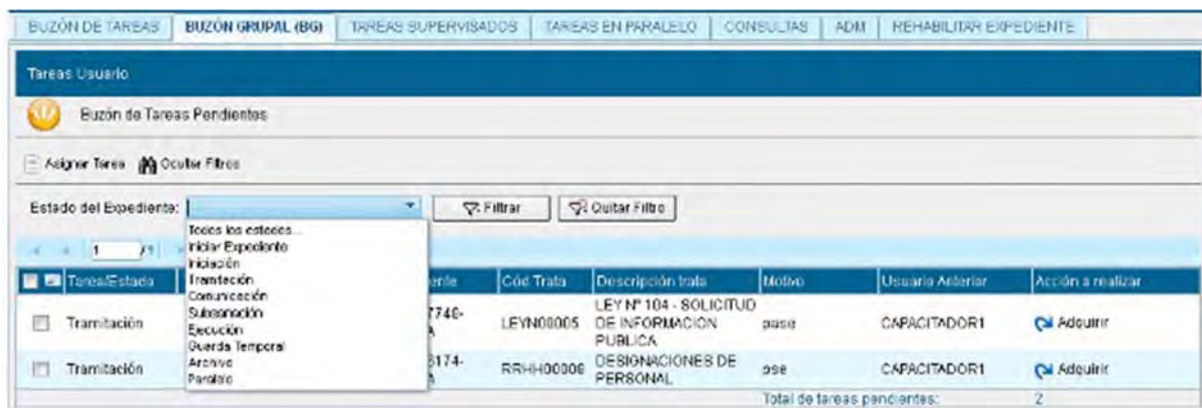 BUZÓN DE TAREAS BUZÓN GRUPAL (BG) TAREAS SUPERVISADOS TAREAS EN PARALELO CONSULTAS ADM REHABILITAR EXPEDIENTE
Tareas Usuario
Buzón de Tareas Pendientes
Asignar Tarea Ocultar Filtros
Estado del Expediente: Filtrar Quitar Filtro
Todos los estados...
Iniciar Expediente
Iniciación
Tramitación
Comunicación
Subsanación
Ejecución
Guarda Temporal
Archivo
Paralelo
1 /1
Tarea/Estado Cód Trata Descripción trata Motivo Usuario Anterior Acción a realizar
Tramitación LEYN00005 LEY Nº 104 - SOLICITUD DE INFORMACION PUBLICA pase CAPACITADOR1 Adquirir
Tramitación DESIGNACIONES DE PERSONAL pse CAPACITADOR1 Adquirir
Total de tareas pendientes: 2